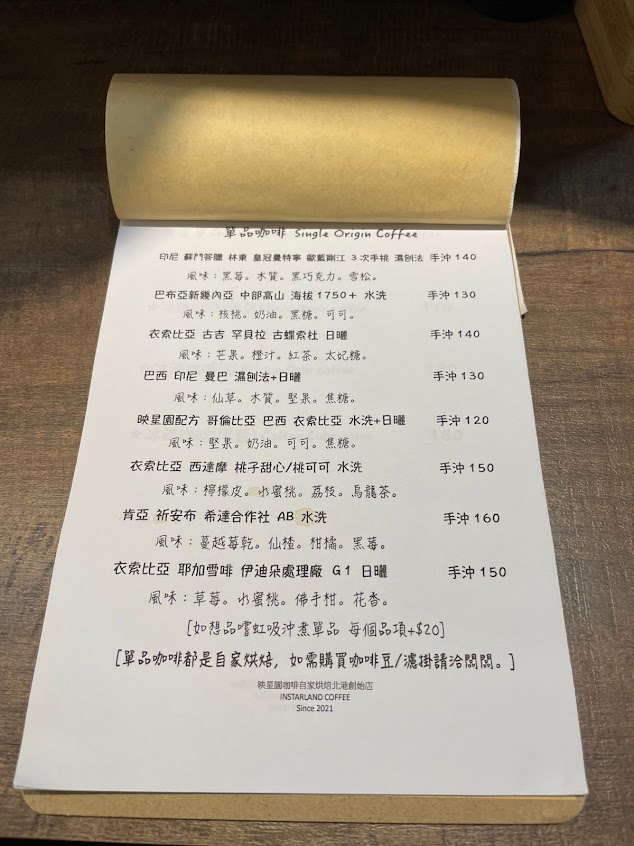 單品咖啡 Single Origin Coffee
印尼 蘇門答臘 林東 皇冠曼特寧 歐藍剛江 3次手挑 濕刨法 手沖 140
風味：黑莓。木質。黑巧克力。雪松。
巴布亞新幾內亞 中部高山 海拔1750+ 水洗 手沖 130
風味：核桃。奶油。黑糖。可可。
衣索比亞 古吉 罕貝拉 古蝶索杜 日曬 手沖 140
風味：芒果。橙汁。紅茶。太妃糖。
巴西 印尼 曼巴 濕刨法+日曬 手沖 130
風味：仙草。木質。堅果。焦糖。
映星園配方 哥倫比亞 巴西 衣索比亞 水洗+日曬 手沖 120
風味：堅果。奶油。可可。焦糖。
衣索比亞 西達摩 桃子甜心/桃可可 水洗 手沖 150
風味：檸檬皮。水蜜桃。荔枝。烏龍茶。
肯亞 祈安布 希達合作社 AB 水洗 手沖 160
風味：蔓越莓乾。仙楂。柑橘。黑莓。
衣索比亞 耶加雪啡 伊迪朵處理廠 G1 日曬 手沖 150
風味：草莓。水蜜桃。佛手柑。花香。
[如想品嚐虹吸沖煮單品 每個品項+$20]
[單品咖啡都是自家烘焙，如需購買咖啡豆/濾掛請洽闆闆。]
映星園咖啡自家烘焙北港創始店
INSTARLAND COFFEE
Since 2021